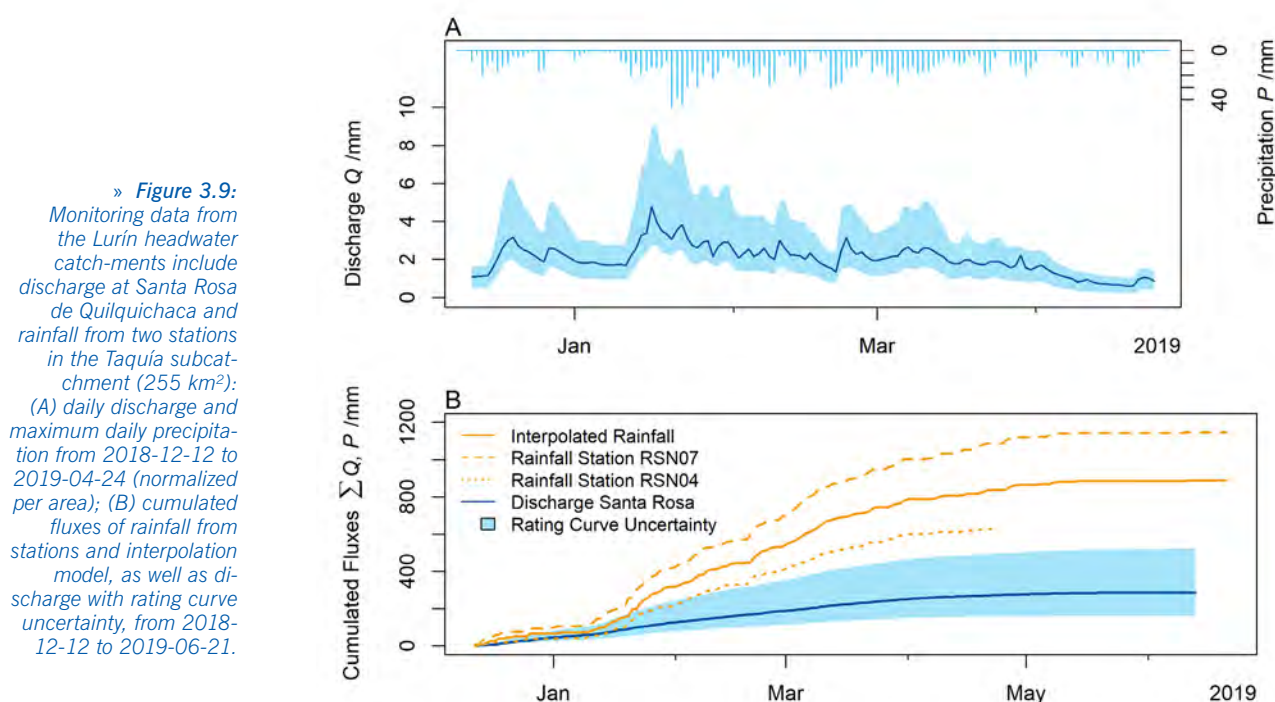 » Figure 3.9:
Monitoring data from
the Lurín headwater
catch-ments include
discharge at Santa Rosa
de Quilquichaca and
rainfall from two stations
in the Taquía subcat-
chment (255 km²):
(A) daily discharge and
maximum daily precipita-
tion from 2018-12-12 to
2019-04-24 (normalized
per area); (B) cumulated
fluxes of rainfall from
stations and interpolation
model, as well as di-
scharge with rating curve
uncertainty, from 2018-
12-12 to 2019-06-21.
A
Discharge Q /mm
10
8
6
4
2
0
0
40
Precipitation P /mm
Jan
Mar
2019
B
Cumulated Fluxes ∑ Q, P /mm
1200
800
400
0
Interpolated Rainfall
Rainfall Station RSN07
Rainfall Station RSN04
Discharge Santa Rosa
Rating Curve Uncertainty
Jan
Mar
May
2019